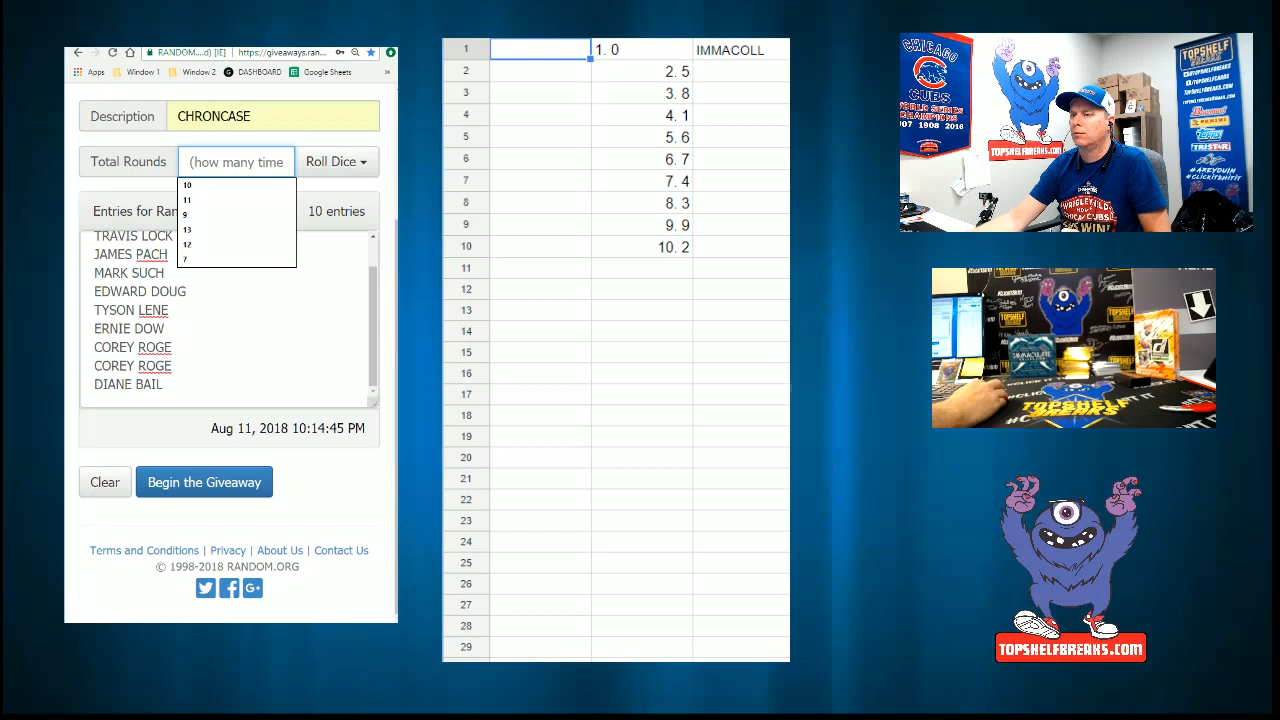 RANDOM....d) [IE]
https://giveaways.ran...
Apps
Window 1
Window 2
DASHBOARD
Google Sheets
»
Description
CHRONCASE
Total Rounds
(how many time
Roll Dice
10
11
9
13
12
7
Entries for Ran
10 entries
TRAVIS LOCK
JAMES PACH
MARK SUCH
EDWARD DOUG
TYSON LENE
ERNIE DOW
COREY ROGE
COREY ROGE
DIANE BAIL
Aug 11, 2018 10:14:45 PM
Clear
Begin the Giveaway
Terms and Conditions | Privacy | About Us | Contact Us
© 1998-2018 RANDOM.ORG
1 1. 0 IMMACOLL
2 2. 5
3 3. 8
4 4. 1
5 5. 6
6 6. 7
7 7. 4
8 8. 3
9 9. 9
10 10. 2
11
12
13
14
15
16
17
18
19
20
21
22
23
24
25
26
27
28
29
CHICAGO
CUBS
WORLD SERIES
1908 2016
TOPSHELFBREAKS.COM
TOPSHELF
BREAKS
PANINI
Topps
TRISTAR
#AREYOUIN
#CLICKITSHIPIT
TOPSHELF
BREAKS
IMMACULATE
TOPSHELF
BREAKS
TOPSHELFBREAKS.COM